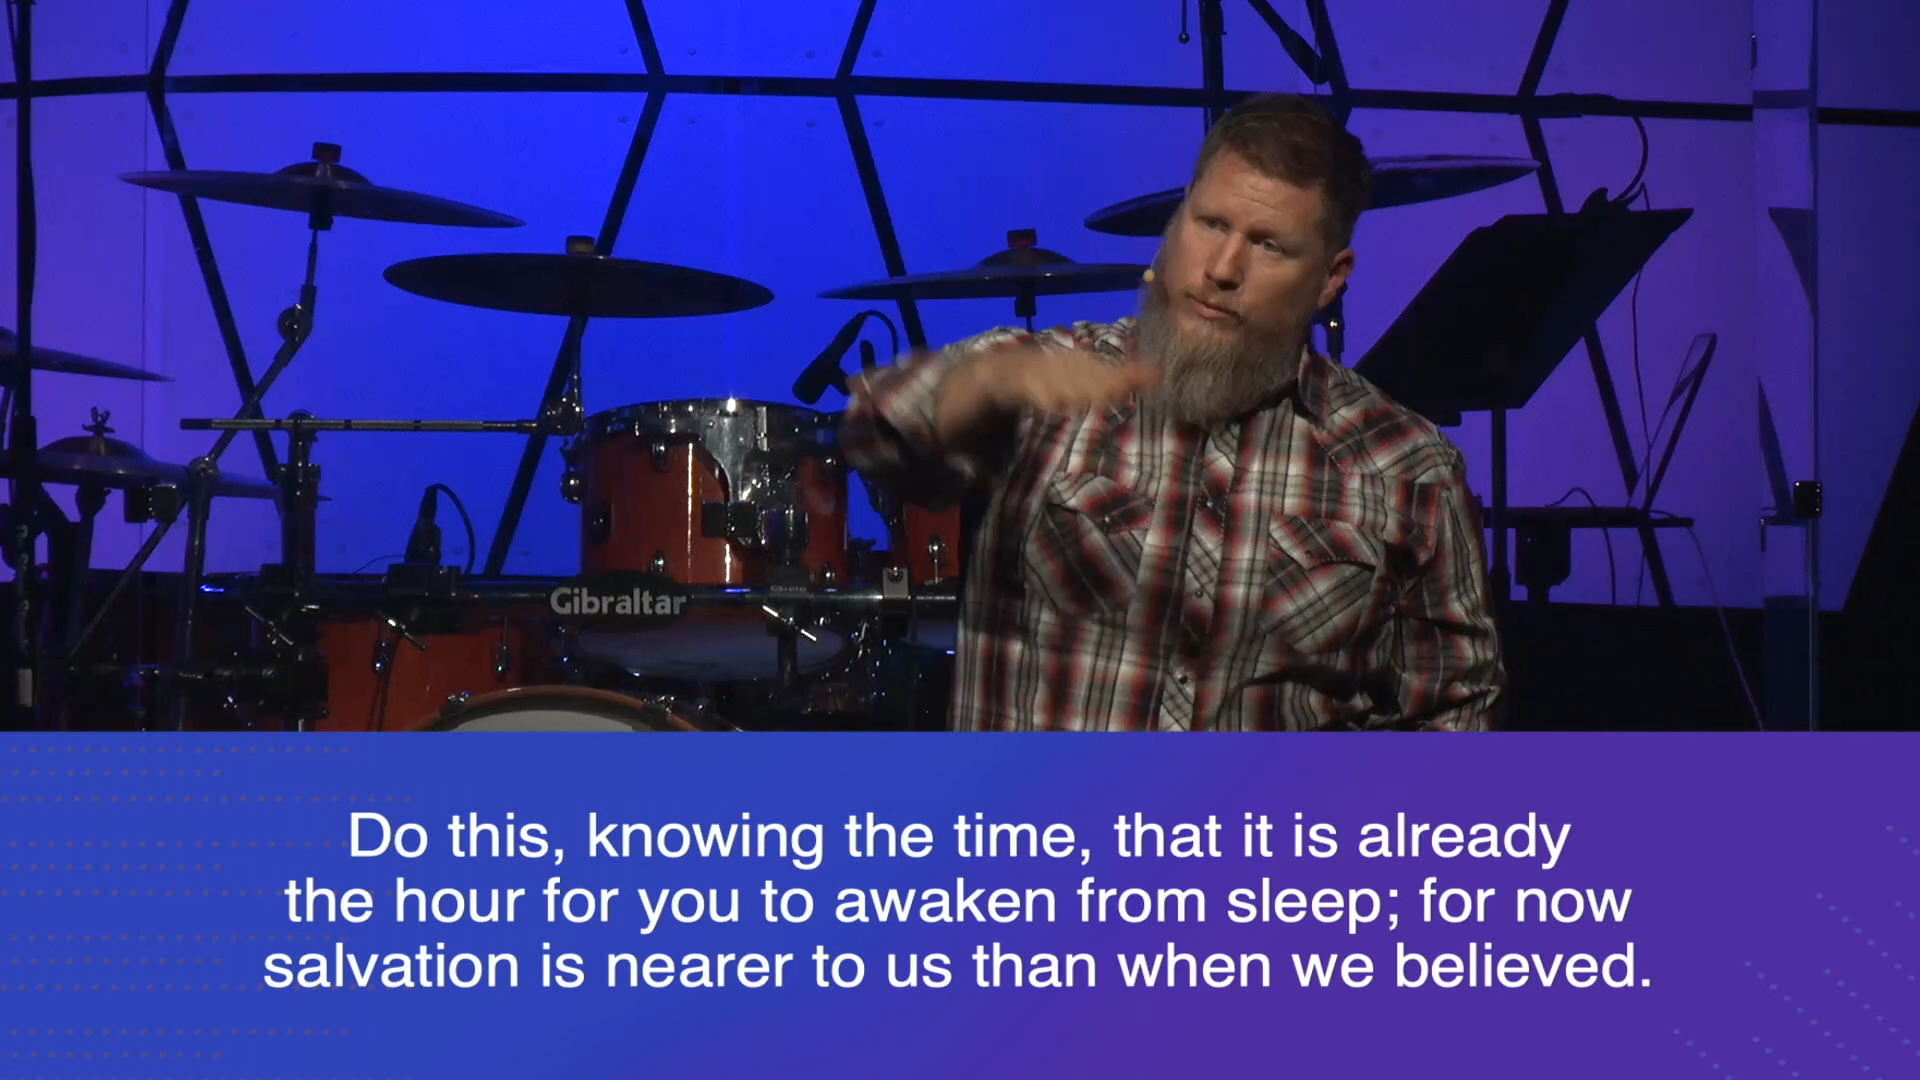 Gibraltar
Do this, knowing the time, that it is already
the hour for you to awaken from sleep; for now
salvation is nearer to us than when we believed.